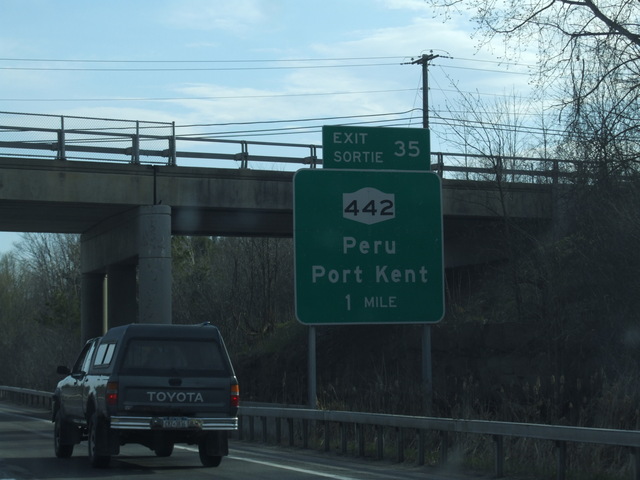 EXIT
SORTIE 35
442
Peru
Port Kent
1 MILE
TOYOTA